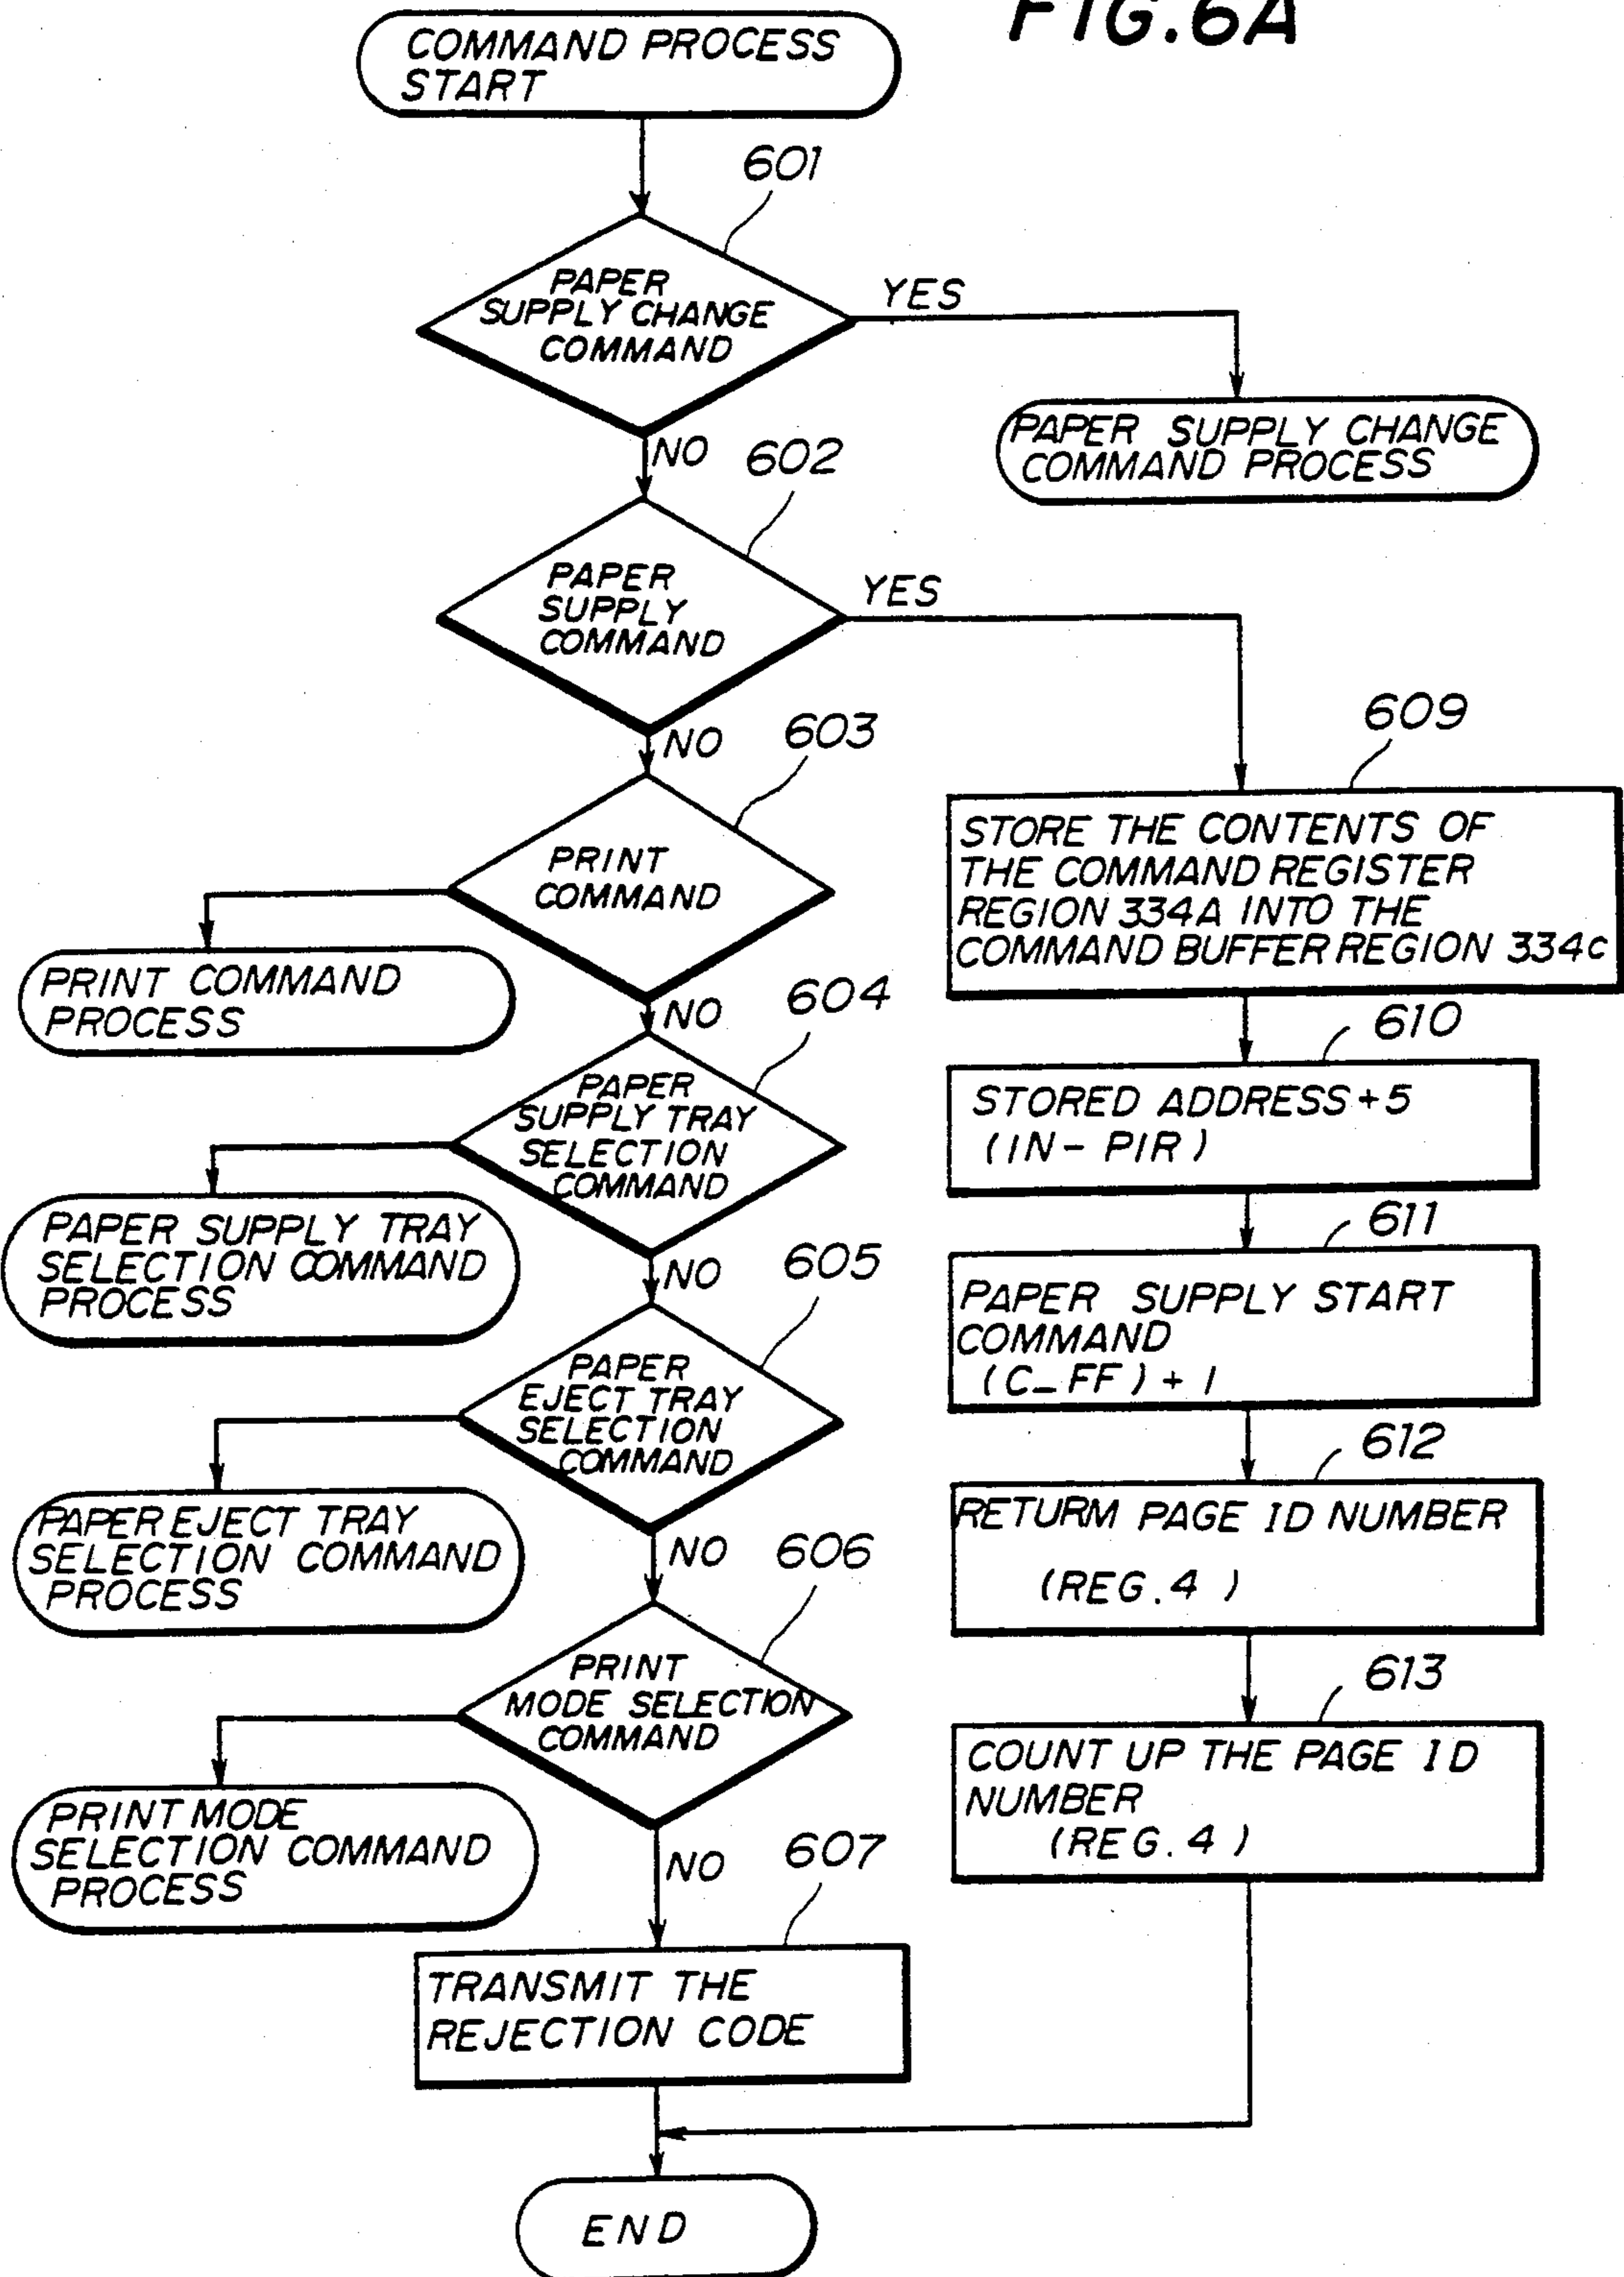 FIG.6A
COMMAND PROCESS
START
601
PAPER
SUPPLY CHANGE
COMMAND
YES
PAPER SUPPLY CHANGE
COMMAND PROCESS
NO
602
PAPER
SUPPLY
COMMAND
YES
NO
603
PRINT
COMMAND
PRINT COMMAND
PROCESS
NO
604
PAPER
SUPPLY TRAY
SELECTION
COMMAND
PAPER SUPPLY TRAY
SELECTION COMMAND
PROCESS
NO
605
PAPER
EJECT TRAY
SELECTION
COMMAND
PAPER EJECT TRAY
SELECTION COMMAND
PROCESS
NO
606
PRINT
MODE SELECTION
COMMAND
PRINT MODE
SELECTION COMMAND
PROCESS
NO
607
TRANSMIT THE
REJECTION CODE
609
STORE THE CONTENTS OF
THE COMMAND REGISTER
REGION 334A INTO THE
COMMAND BUFFER REGION 334c
610
STORED ADDRESS+5
(IN-PIR)
611
PAPER SUPPLY START
COMMAND
(C_FF)+1
612
RETURM PAGE ID NUMBER
(REG.4)
613
COUNT UP THE PAGE ID
NUMBER
(REG.4)
END